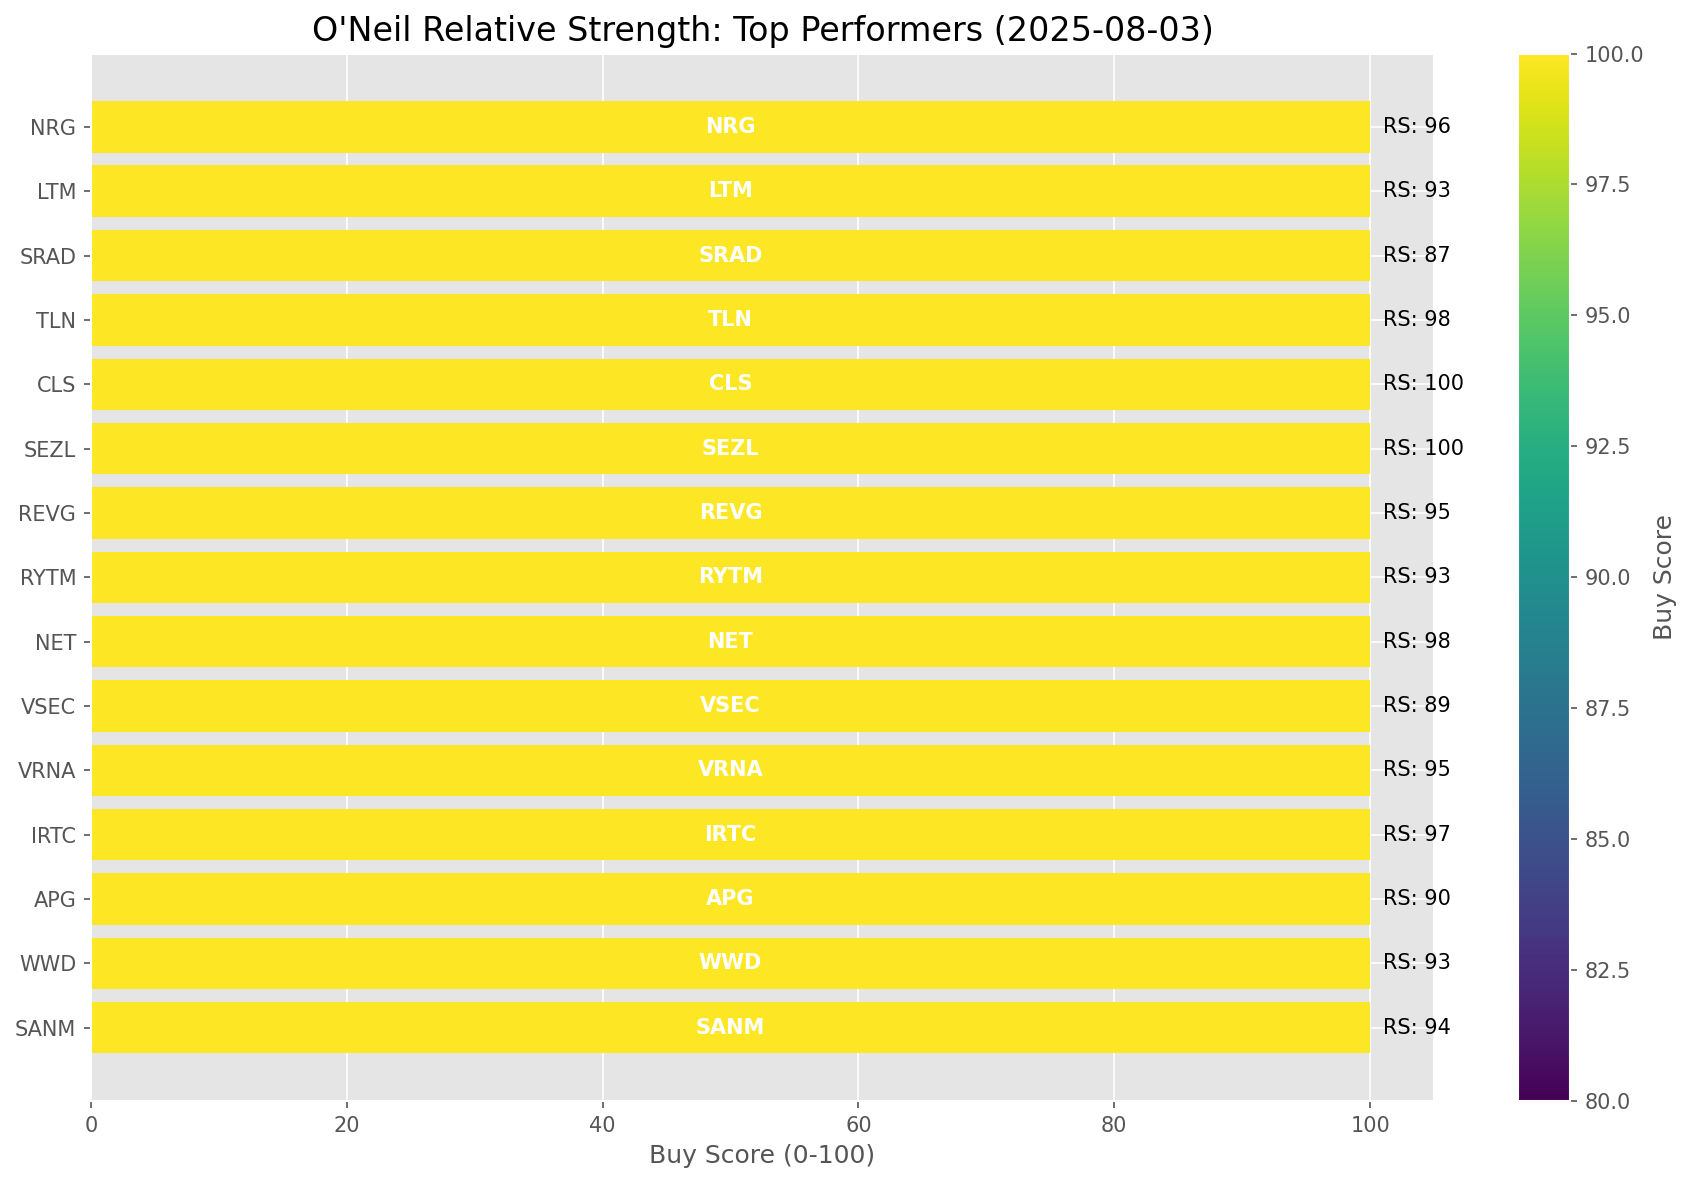 O'Neil Relative Strength: Top Performers (2025-08-03)
NRG NRG RS: 96
LTM LTM RS: 93
SRAD SRAD RS: 87
TLN TLN RS: 98
CLS CLS RS: 100
SEZL SEZL RS: 100
REVG REVG RS: 95
RYTM RYTM RS: 93
NET NET RS: 98
VSEC VSEC RS: 89
VRNA VRNA RS: 95
IRTC IRTC RS: 97
APG APG RS: 90
WWD WWD RS: 93
SANM SANM RS: 94
0 20 40 60 80 100
Buy Score (0-100)
100.0
97.5
95.0
92.5
90.0
87.5
85.0
82.5
80.0
Buy Score